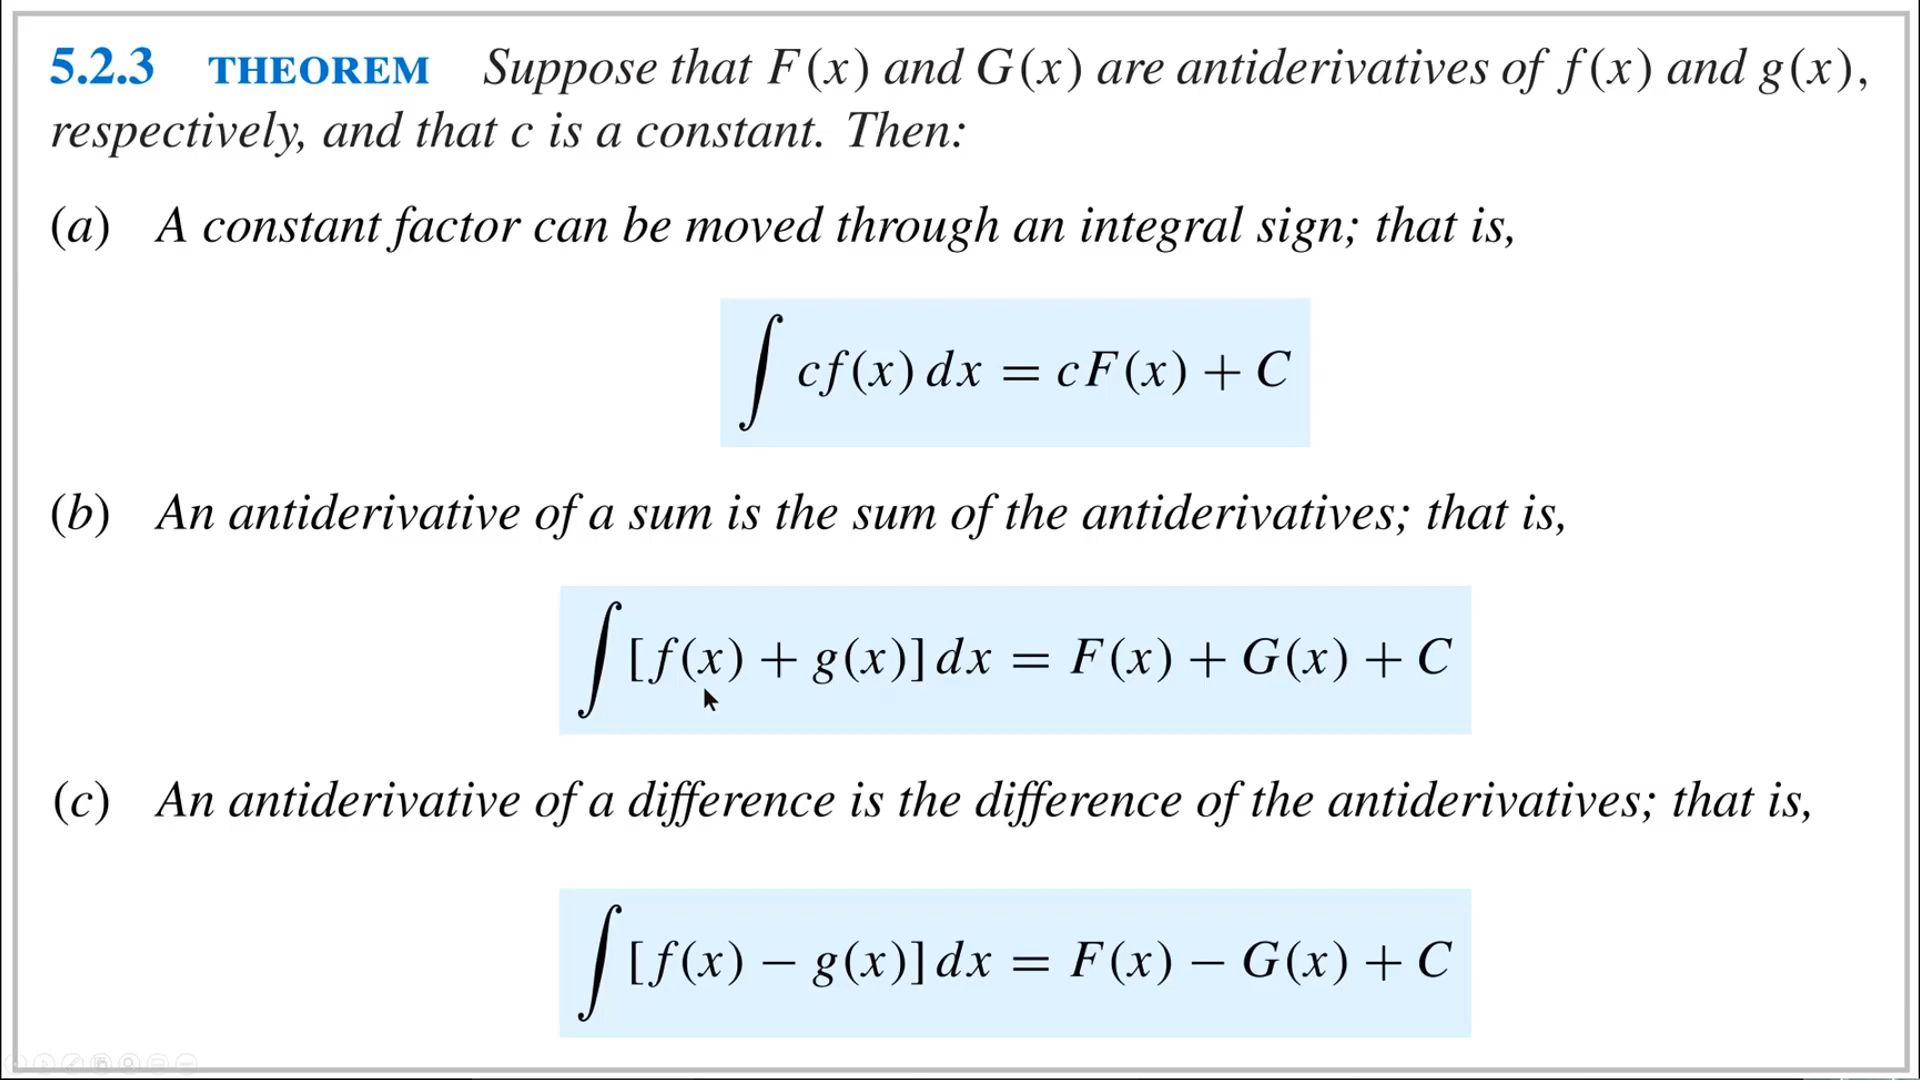 5.2.3 THEOREM Suppose that F(x) and G(x) are antiderivatives of f(x) and g(x),
respectively, and that c is a constant. Then:
(a) A constant factor can be moved through an integral sign; that is,
∫ cf(x) dx = cF(x) + C
(b) An antiderivative of a sum is the sum of the antiderivatives; that is,
∫ [f(x) + g(x)] dx = F(x) + G(x) + C
(c) An antiderivative of a difference is the difference of the antiderivatives; that is,
∫ [f(x) − g(x)] dx = F(x) − G(x) + C